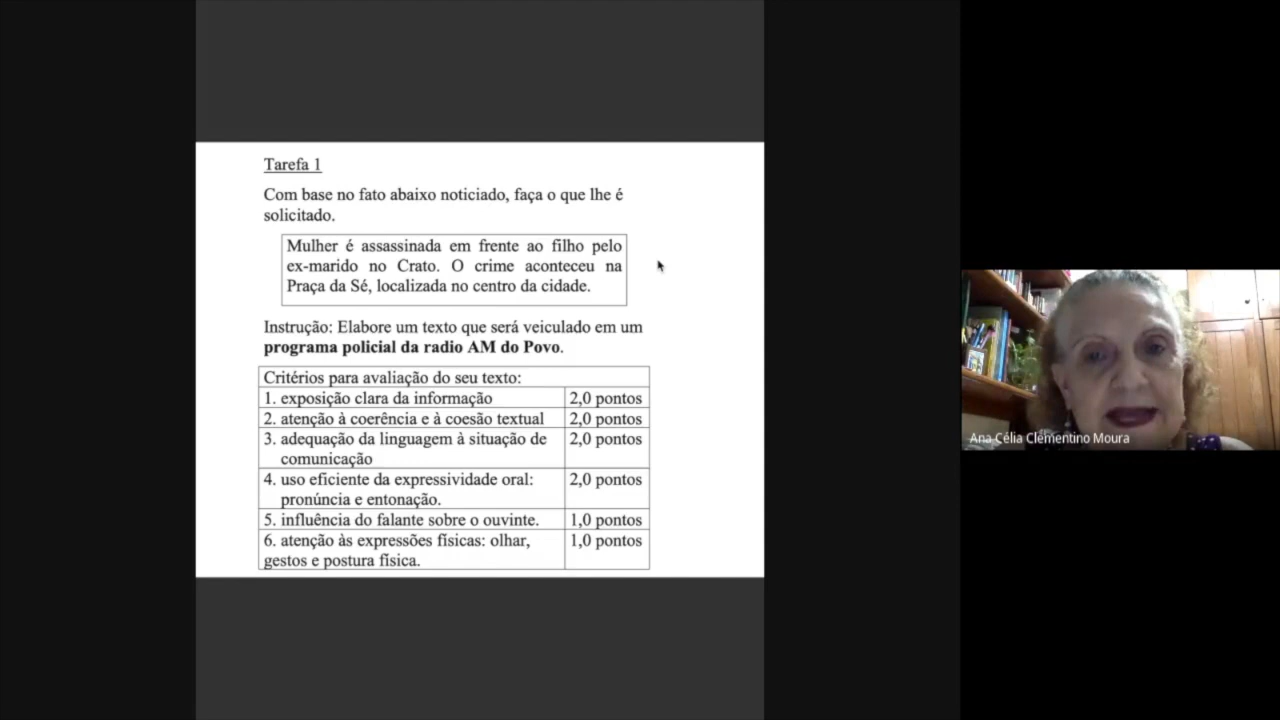 Tarefa 1
Com base no fato abaixo noticiado, faça o que lhe é
solicitado.
Mulher é assassinada em frente ao filho pelo
ex-marido no Crato. O crime aconteceu na
Praça da Sé, localizada no centro da cidade.
Instrução: Elabore um texto que será veiculado em um
programa policial da radio AM do Povo.
Critérios para avaliação do seu texto:
1. exposição clara da informação 2,0 pontos
2. atenção à coerência e à coesão textual 2,0 pontos
3. adequação da linguagem à situação de 2,0 pontos
comunicação
4. uso eficiente da expressividade oral: 2,0 pontos
pronúncia e entonação.
5. influência do falante sobre o ouvinte. 1,0 pontos
6. atenção às expressões físicas: olhar, 1,0 pontos
gestos e postura física.
Ana Célia Clementino Moura